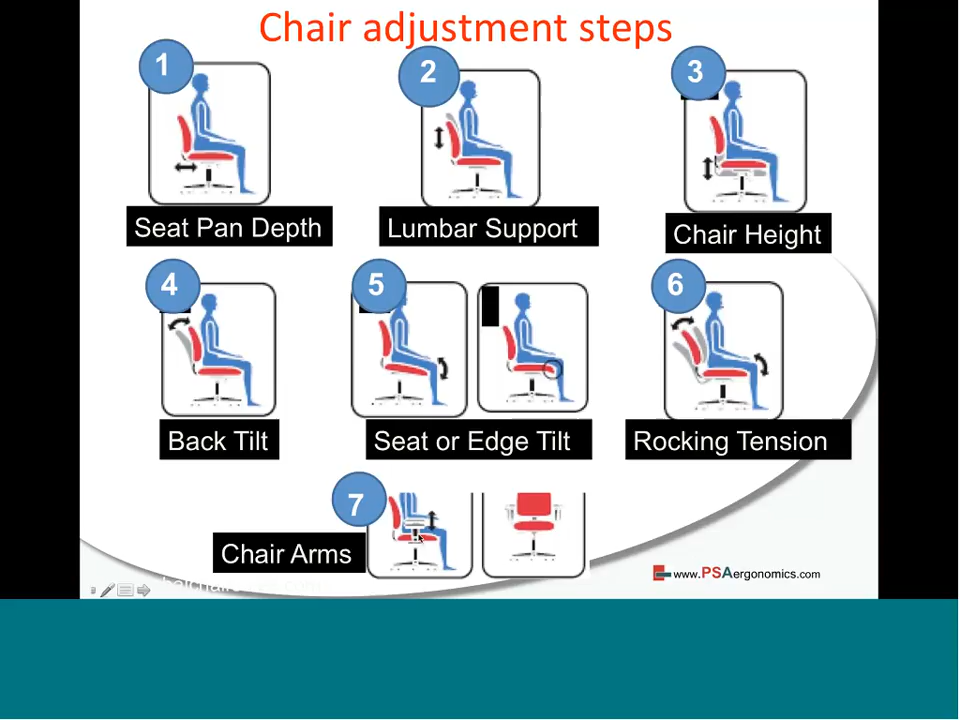 Chair adjustment steps
1
2
3
Seat Pan Depth
Lumbar Support
Chair Height
4
5
6
Back Tilt
Seat or Edge Tilt
Rocking Tension
7
Chair Arms
www.PSAergonomics.com